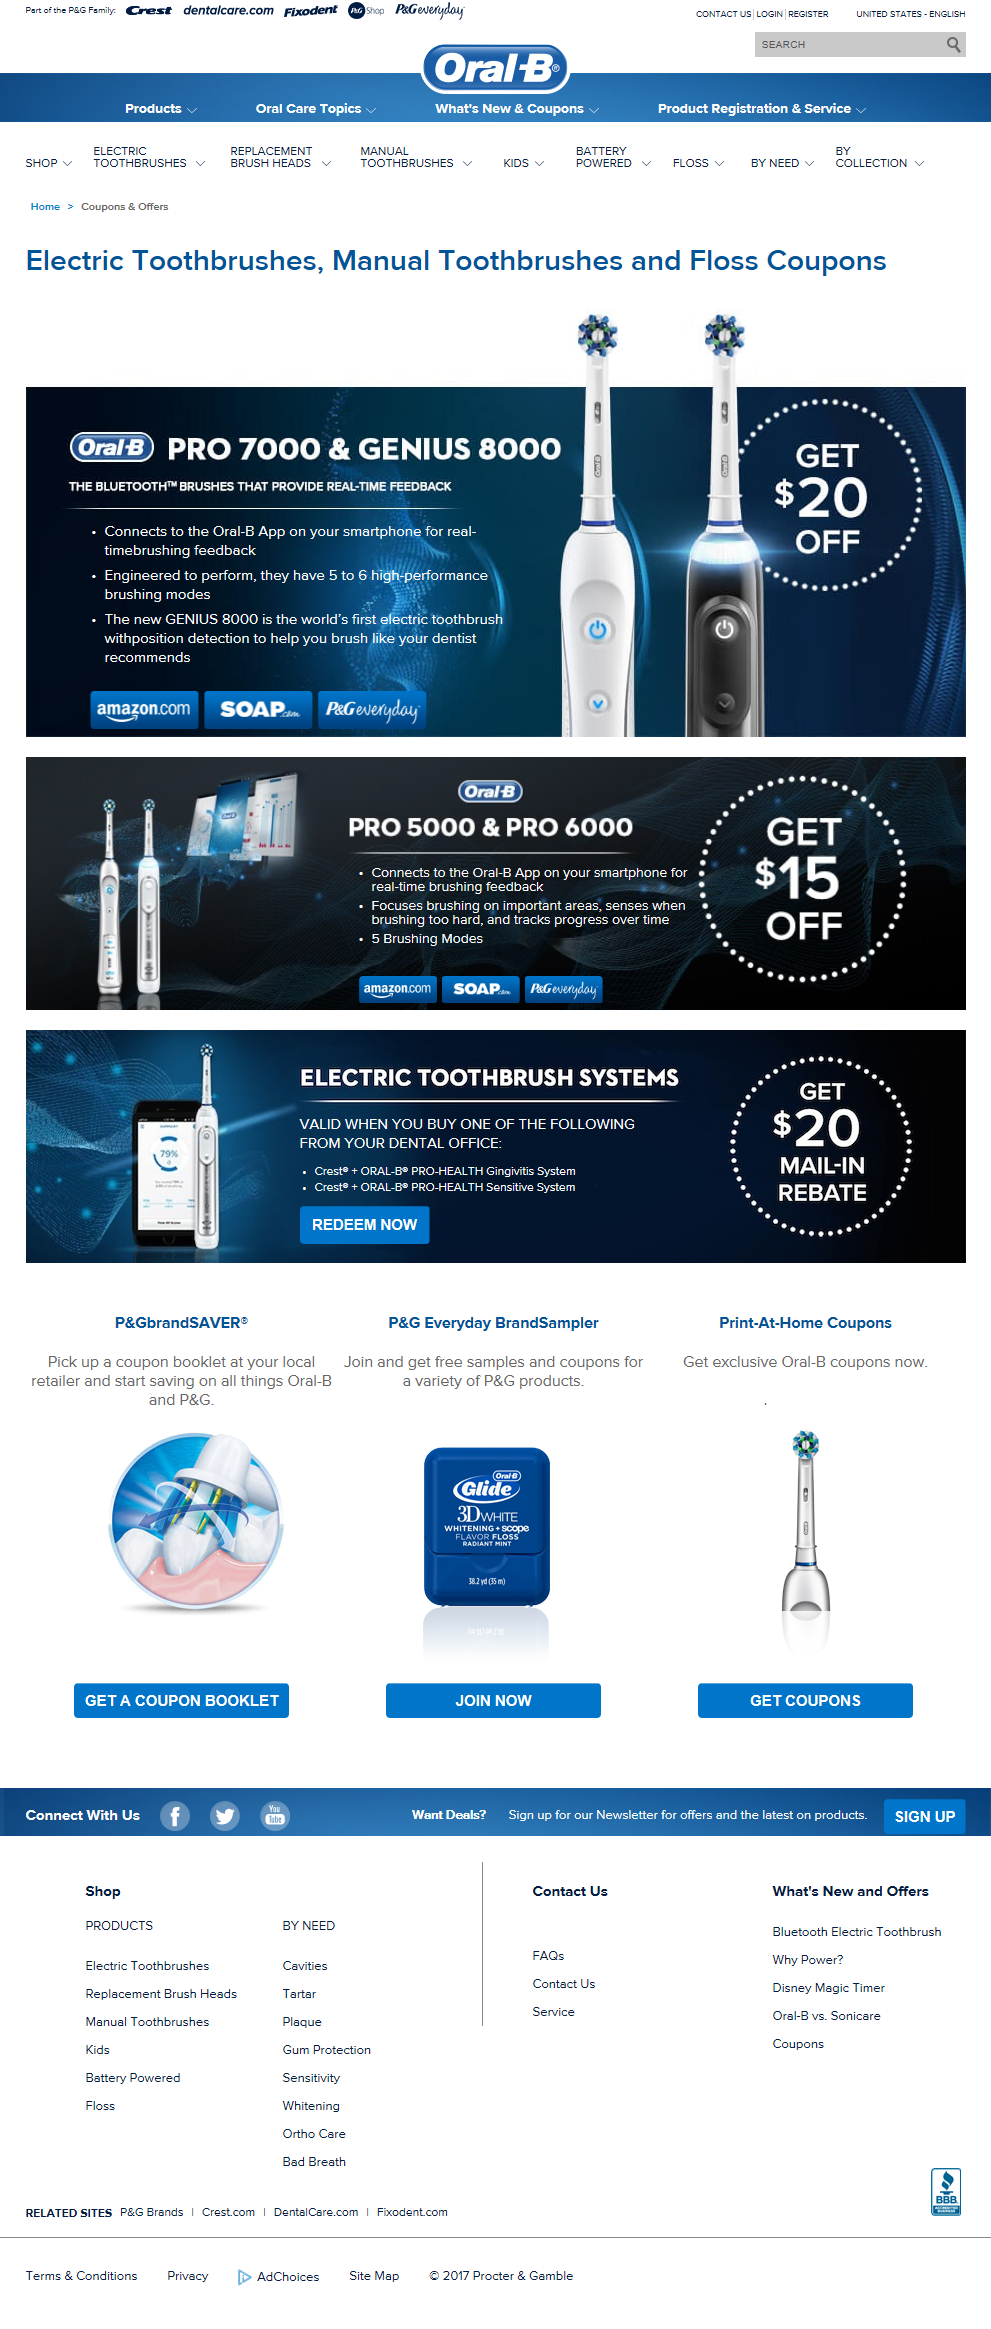 Part of the P&G Family: Crest dentalcare.com Fixodent P&G Shop P&G everyday
CONTACT US | LOGIN | REGISTER UNITED STATES - ENGLISH
SEARCH
Oral-B®
Products Oral Care Topics What's New & Coupons Product Registration & Service
SHOP ELECTRIC TOOTHBRUSHES REPLACEMENT BRUSH HEADS MANUAL TOOTHBRUSHES KIDS BATTERY POWERED FLOSS BY NEED BY COLLECTION
Home > Coupons & Offers
Electric Toothbrushes, Manual Toothbrushes and Floss Coupons
Oral-B PRO 7000 & GENIUS 8000
THE BLUETOOTH™ BRUSHES THAT PROVIDE REAL-TIME FEEDBACK
• Connects to the Oral-B App on your smartphone for real-
timebrushing feedback
• Engineered to perform, they have 5 to 6 high-performance
brushing modes
• The new GENIUS 8000 is the world's first electric toothbrush
withposition detection to help you brush like your dentist
recommends
amazon.com SOAP.com P&G everyday
Oral-B
Oral-B
GET
$20
OFF
Oral-B
PRO 5000 & PRO 6000
• Connects to the Oral-B App on your smartphone for
real-time brushing feedback
• Focuses brushing on important areas, senses when
brushing too hard, and tracks progress over time
• 5 Brushing Modes
amazon.com SOAP.com P&G everyday
Oral-B
GET
$15
OFF
ELECTRIC TOOTHBRUSH SYSTEMS
VALID WHEN YOU BUY ONE OF THE FOLLOWING
FROM YOUR DENTAL OFFICE:
• Crest® + ORAL-B® PRO-HEALTH Gingivitis System
• Crest® + ORAL-B® PRO-HEALTH Sensitive System
REDEEM NOW
SUMMARY
79%
GET
$20
MAIL-IN
REBATE
P&GbrandSAVER®
Pick up a coupon booklet at your local
retailer and start saving on all things Oral-B
and P&G.
GET A COUPON BOOKLET
P&G Everyday BrandSampler
Join and get free samples and coupons for
a variety of P&G products.
Oral-B
Glide
3D WHITE
WHITENING + scope
FLAVOR FLOSS
RADIANT MINT
38.2 yd (35 m)
JOIN NOW
Print-At-Home Coupons
Get exclusive Oral-B coupons now.
.
GET COUPONS
Connect With Us
You Tube
Want Deals? Sign up for our Newsletter for offers and the latest on products. SIGN UP
Shop
PRODUCTS
Electric Toothbrushes
Replacement Brush Heads
Manual Toothbrushes
Kids
Battery Powered
Floss
BY NEED
Cavities
Tartar
Plaque
Gum Protection
Sensitivity
Whitening
Ortho Care
Bad Breath
Contact Us
FAQs
Contact Us
Service
What's New and Offers
Bluetooth Electric Toothbrush
Why Power?
Disney Magic Timer
Oral-B vs. Sonicare
Coupons
BBB
ACCREDITED
BUSINESS
RELATED SITES P&G Brands | Crest.com | DentalCare.com | Fixodent.com
Terms & Conditions Privacy AdChoices Site Map © 2017 Procter & Gamble